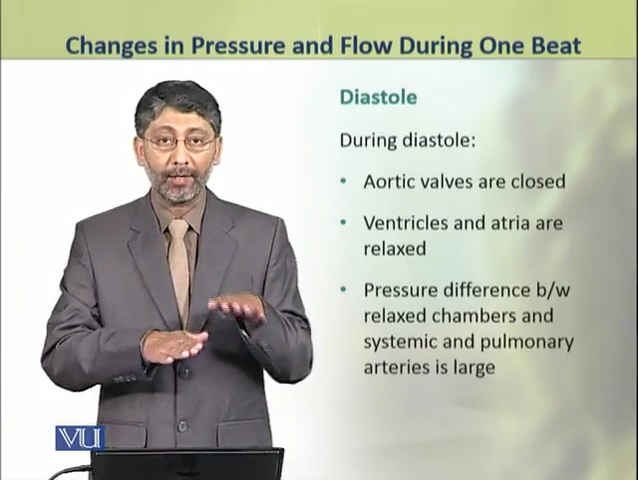 Changes in Pressure and Flow During One Beat
Diastole
During diastole:
• Aortic valves are closed
• Ventricles and atria are
relaxed
• Pressure difference b/w
relaxed chambers and
systemic and pulmonary
arteries is large
VU